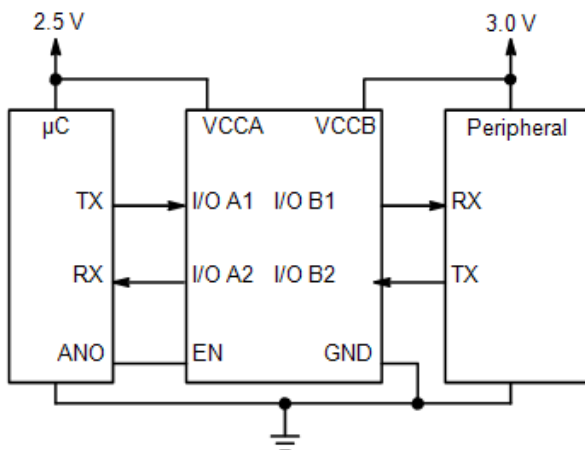 2.5 V
3.0 V
µC
VCCA
VCCB
Peripheral
TX
I/O A1
I/O B1
RX
RX
I/O A2
I/O B2
TX
ANO
EN
GND